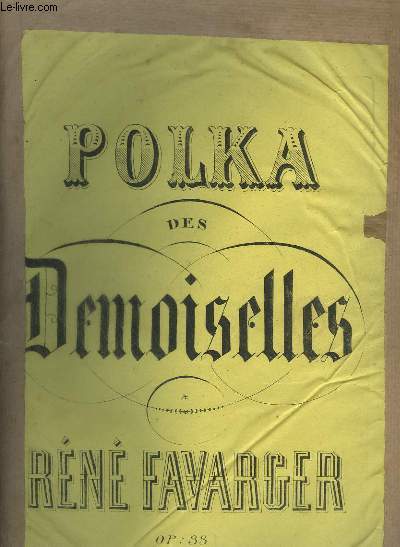 Le-livre.com
POLKA
DES
Demoiselles
RÉNÉ FAVARGER
OP: 38